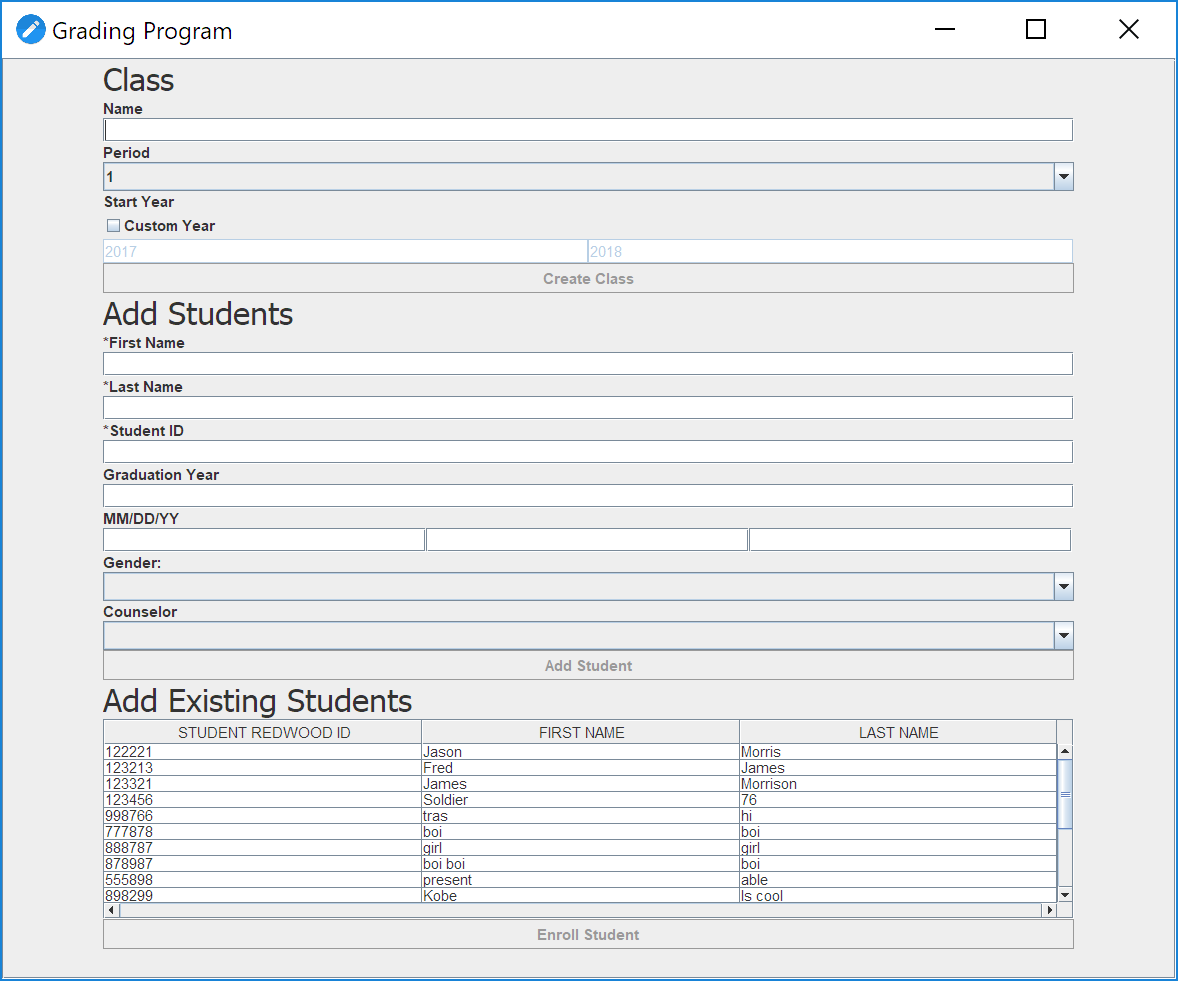 Grading Program
Class
Name
Period
1
Start Year
Custom Year
2017 2018
Create Class
Add Students
*First Name
*Last Name
*Student ID
Graduation Year
MM/DD/YY
Gender:
Counselor
Add Student
Add Existing Students
STUDENT REDWOOD ID FIRST NAME LAST NAME
122221 Jason Morris
123213 Fred James
123321 James Morrison
123456 Soldier 76
998766 tras hi
777878 boi boi
888787 girl girl
878987 boi boi boi
555898 present able
898299 Kobe Is cool
Enroll Student